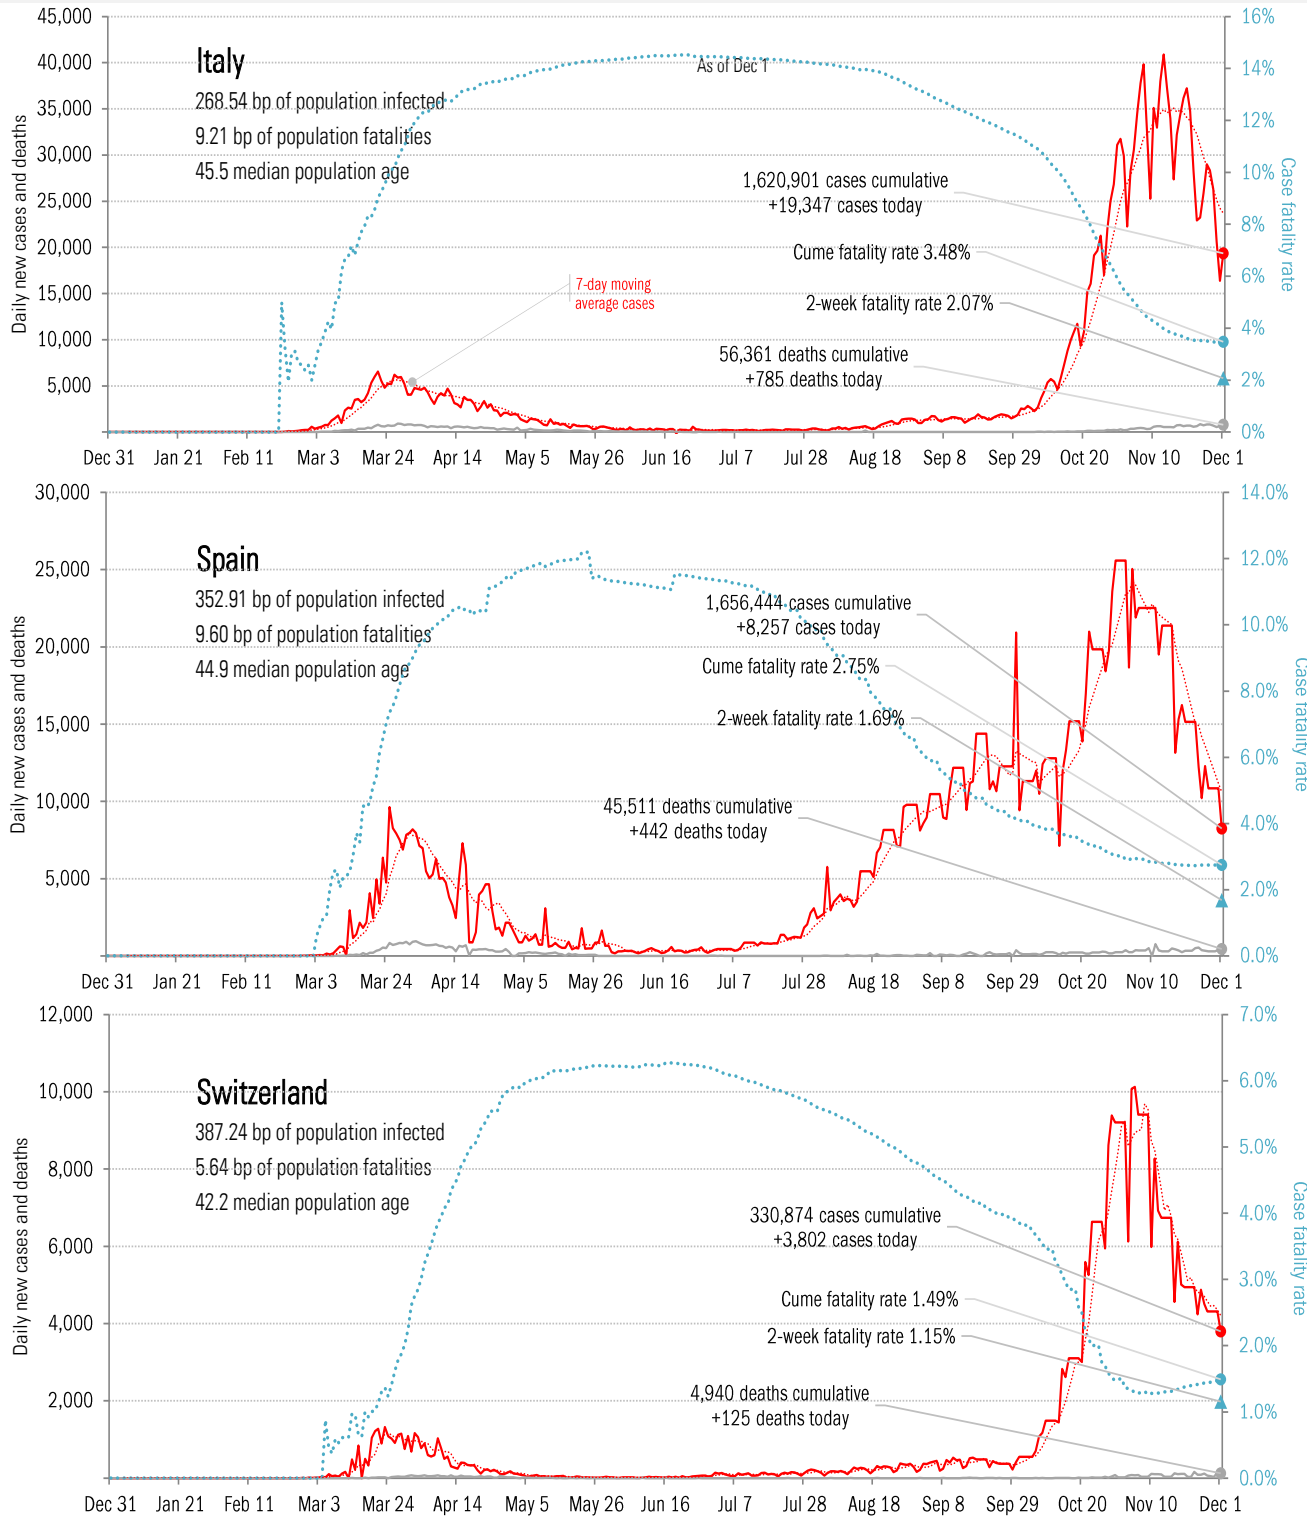 45,000
40,000
35,000
30,000
25,000
20,000
15,000
10,000
5,000
Daily new cases and deaths
Italy
268.54 bp of population infected
9.21 bp of population fatalities
45.5 median population age
As of Dec 1
7-day moving
average cases
1,620,901 cases cumulative
+19,347 cases today
Cume fatality rate 3.48%
2-week fatality rate 2.07%
56,361 deaths cumulative
+785 deaths today
16%
14%
12%
10%
8%
6%
4%
2%
0%
Case fatality rate
Dec 31 Jan 21 Feb 11 Mar 3 Mar 24 Apr 14 May 5 May 26 Jun 16 Jul 7 Jul 28 Aug 18 Sep 8 Sep 29 Oct 20 Nov 10 Dec 1
30,000
25,000
20,000
15,000
10,000
5,000
Daily new cases and deaths
Spain
352.91 bp of population infected
9.60 bp of population fatalities
44.9 median population age
1,656,444 cases cumulative
+8,257 cases today
Cume fatality rate 2.75%
2-week fatality rate 1.69%
45,511 deaths cumulative
+442 deaths today
14.0%
12.0%
10.0%
8.0%
6.0%
4.0%
2.0%
0.0%
Case fatality rate
Dec 31 Jan 21 Feb 11 Mar 3 Mar 24 Apr 14 May 5 May 26 Jun 16 Jul 7 Jul 28 Aug 18 Sep 8 Sep 29 Oct 20 Nov 10 Dec 1
12,000
10,000
8,000
6,000
4,000
2,000
Daily new cases and deaths
Switzerland
387.24 bp of population infected
5.64 bp of population fatalities
42.2 median population age
330,874 cases cumulative
+3,802 cases today
Cume fatality rate 1.49%
2-week fatality rate 1.15%
4,940 deaths cumulative
+125 deaths today
7.0%
6.0%
5.0%
4.0%
3.0%
2.0%
1.0%
0.0%
Case fatality rate
Dec 31 Jan 21 Feb 11 Mar 3 Mar 24 Apr 14 May 5 May 26 Jun 16 Jul 7 Jul 28 Aug 18 Sep 8 Sep 29 Oct 20 Nov 10 Dec 1